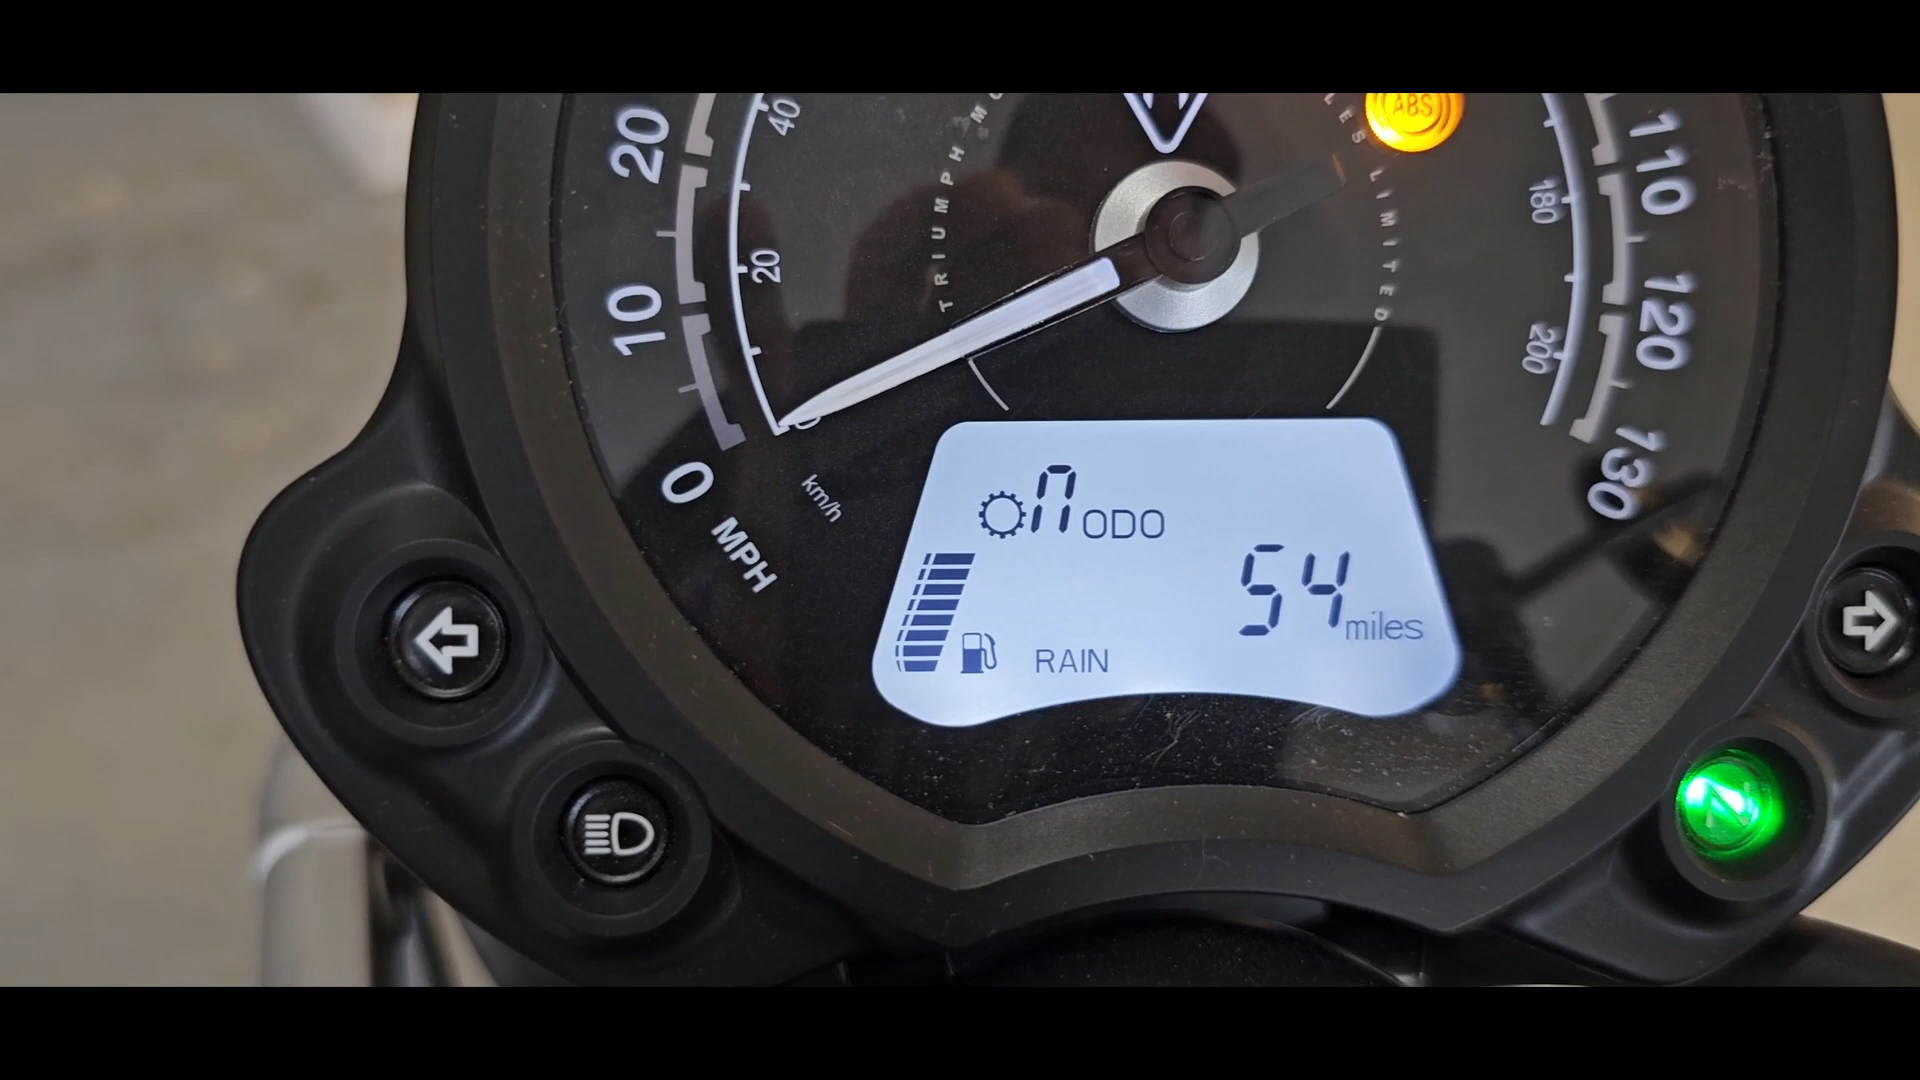 20
10
0
MPH
40
20
0
km/h
TRIUMPH
LIMITED
ABS
180
200
110
120
130
n ODO
54 miles
RAIN
N